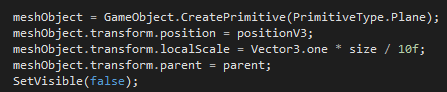 meshObject = GameObject.CreatePrimitive(PrimitiveType.Plane);
meshObject.transform.position = positionV3;
meshObject.transform.localScale = Vector3.one * size / 10f;
meshObject.transform.parent = parent;
SetVisible(false);